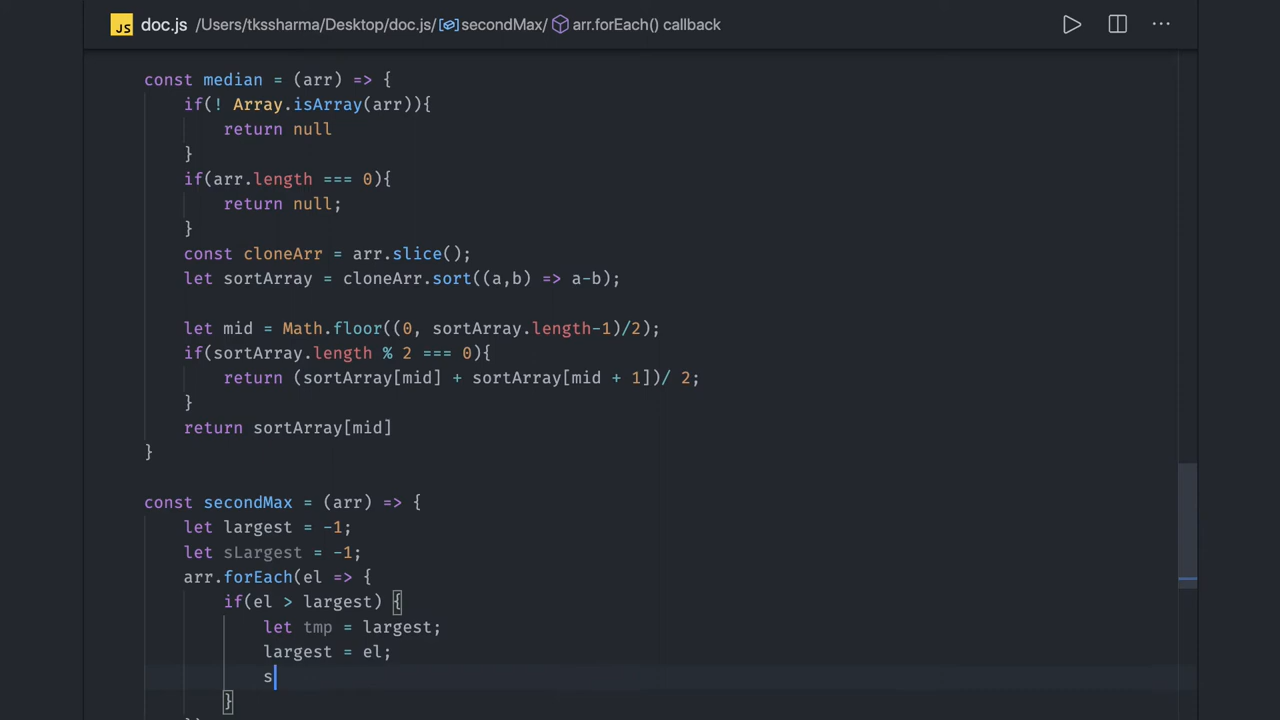 JS doc.js /Users/tkssharma/Desktop/doc.js/ secondMax/ arr.forEach() callback
const median = (arr) => {
if(! Array.isArray(arr)){
return null
}
if(arr.length === 0){
return null;
}
const cloneArr = arr.slice();
let sortArray = cloneArr.sort((a,b) => a-b);
let mid = Math.floor((0, sortArray.length-1)/2);
if(sortArray.length % 2 === 0){
return (sortArray[mid] + sortArray[mid + 1])/ 2;
}
return sortArray[mid]
}
const secondMax = (arr) => {
let largest = -1;
let sLargest = -1;
arr.forEach(el => {
if(el > largest) {
let tmp = largest;
largest = el;
s
}